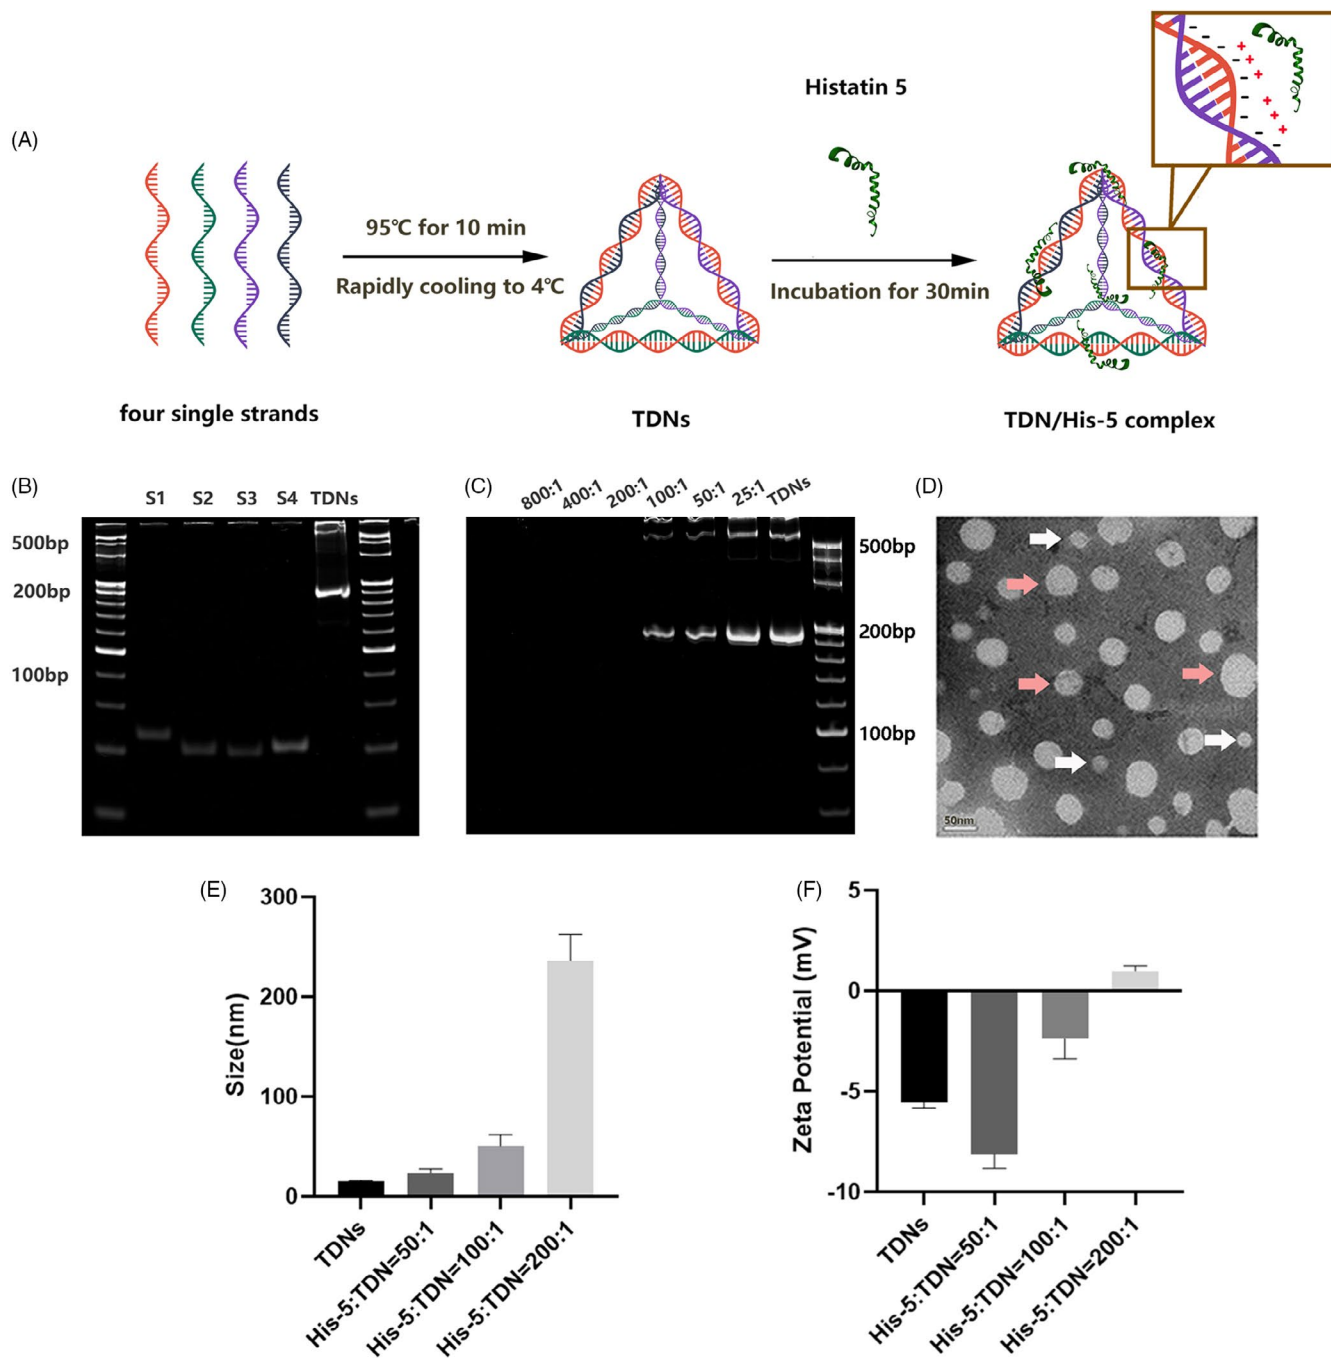 Histatin 5
(A)
95℃ for 10 min
Rapidly cooling to 4℃
Incubation for 30min
four single strands
TDNs
TDN/His-5 complex
(B)
S1 S2 S3 S4 TDNs
500bp
200bp
100bp
(C)
800:1 400:1 200:1 100:1 50:1 25:1 TDNs
500bp
200bp
100bp
(D)
50nm
(E)
Size(nm)
300
200
100
0
TDNs
His-5:TDN=50:1
His-5:TDN=100:1
His-5:TDN=200:1
(F)
Zeta Potential (mV)
5
0
-5
-10
TDNs
His-5:TDN=50:1
His-5:TDN=100:1
His-5:TDN=200:1